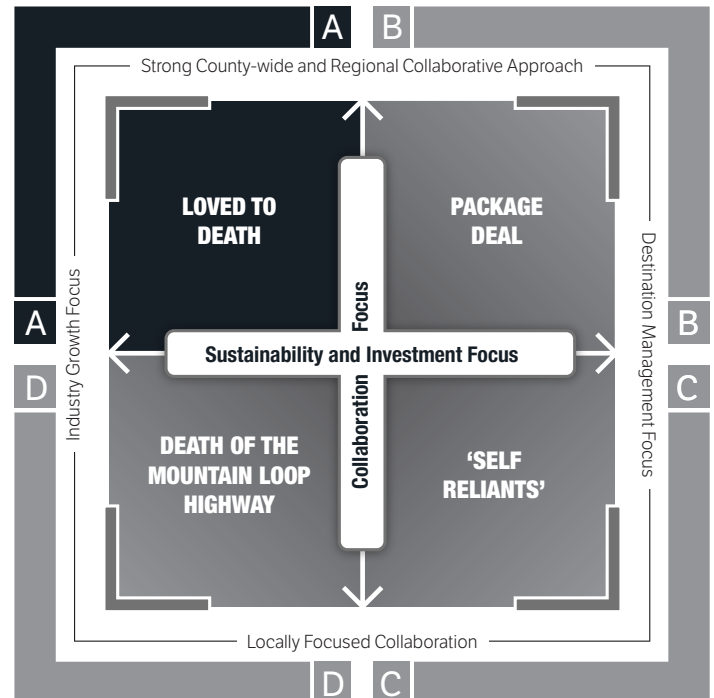 A B
Strong County-wide and Regional Collaborative Approach
LOVED TO
DEATH
PACKAGE
DEAL
Industry Growth Focus
Destination Management Focus
A
B
Sustainability and Investment Focus
Collaboration Focus
D
C
DEATH OF THE
MOUNTAIN LOOP
HIGHWAY
‘SELF
RELIANTS’
Locally Focused Collaboration
D C